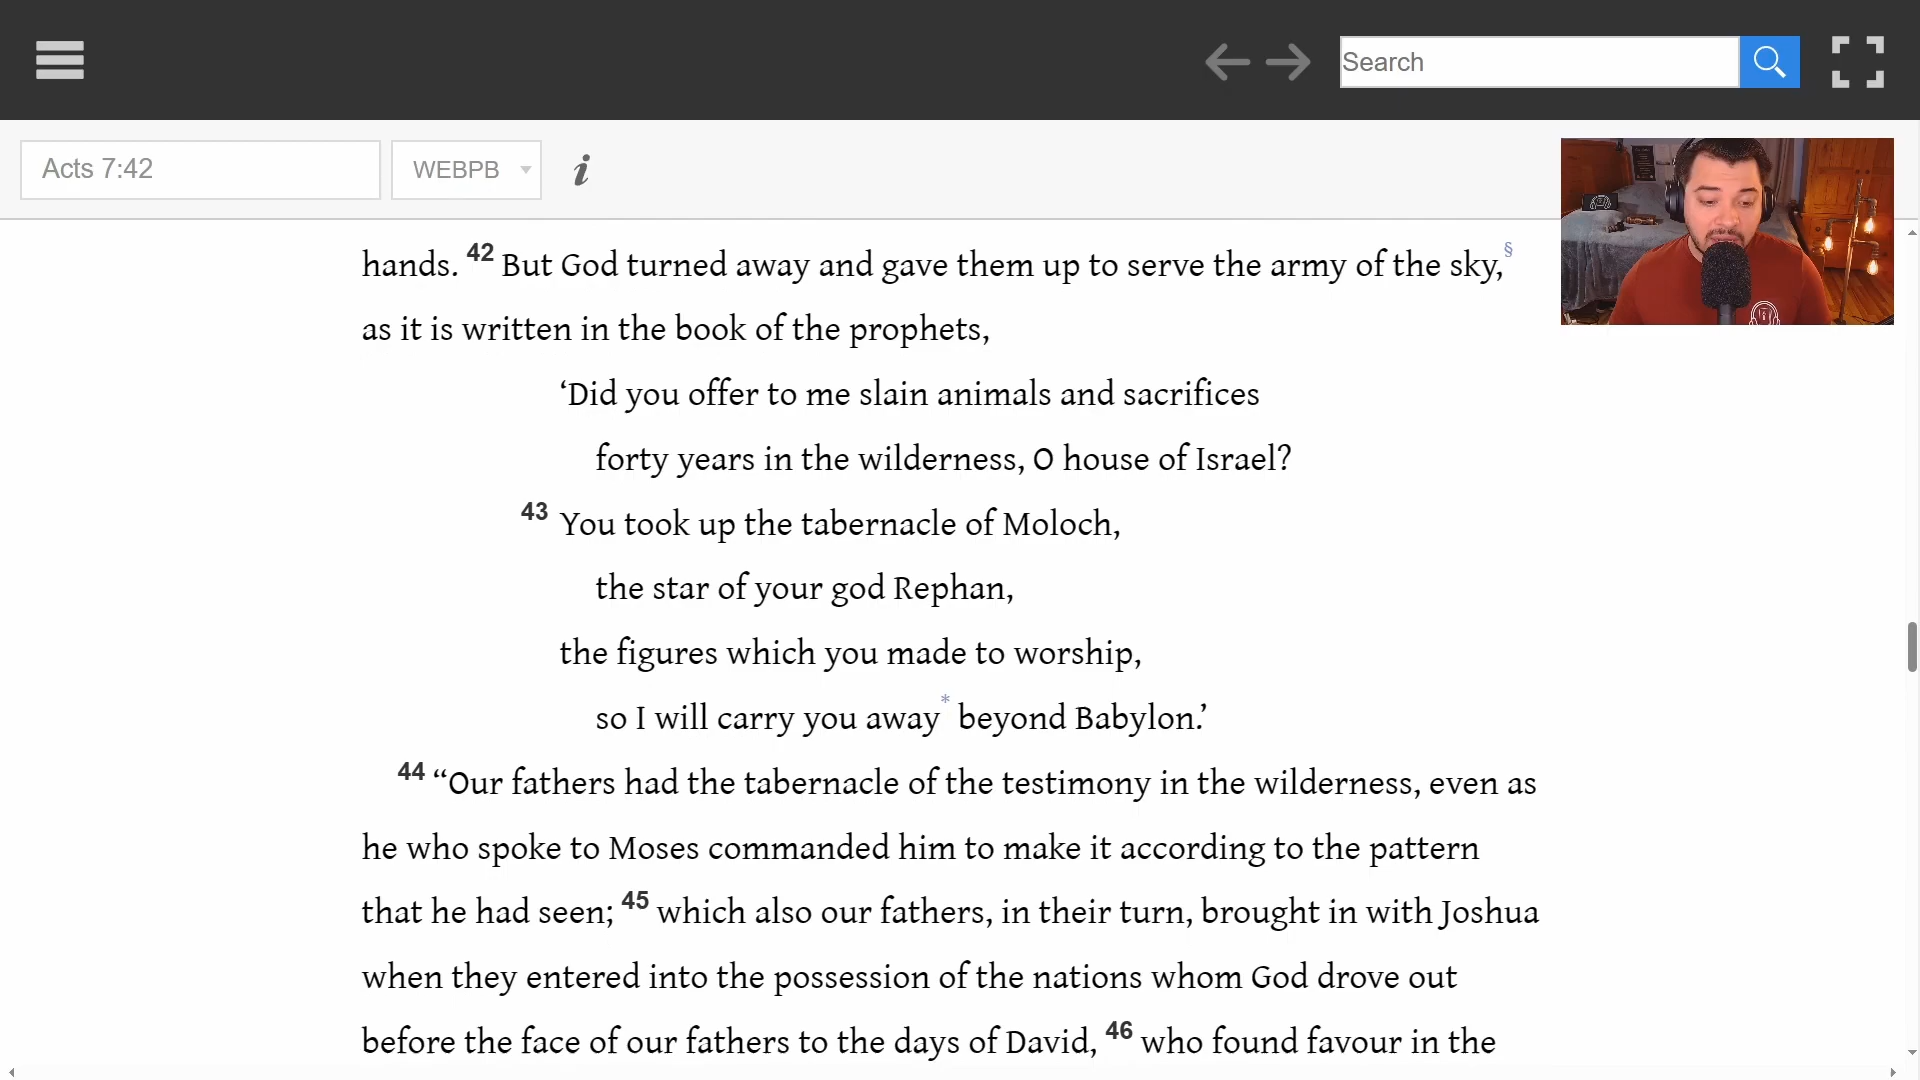 Search
Acts 7:42
WEBPB
i
hands. 42 But God turned away and gave them up to serve the army of the sky,§
as it is written in the book of the prophets,
‘Did you offer to me slain animals and sacrifices
forty years in the wilderness, O house of Israel?
43 You took up the tabernacle of Moloch,
the star of your god Rephan,
the figures which you made to worship,
so I will carry you away* beyond Babylon.’
44 “Our fathers had the tabernacle of the testimony in the wilderness, even as
he who spoke to Moses commanded him to make it according to the pattern
that he had seen; 45 which also our fathers, in their turn, brought in with Joshua
when they entered into the possession of the nations whom God drove out
before the face of our fathers to the days of David, 46 who found favour in the